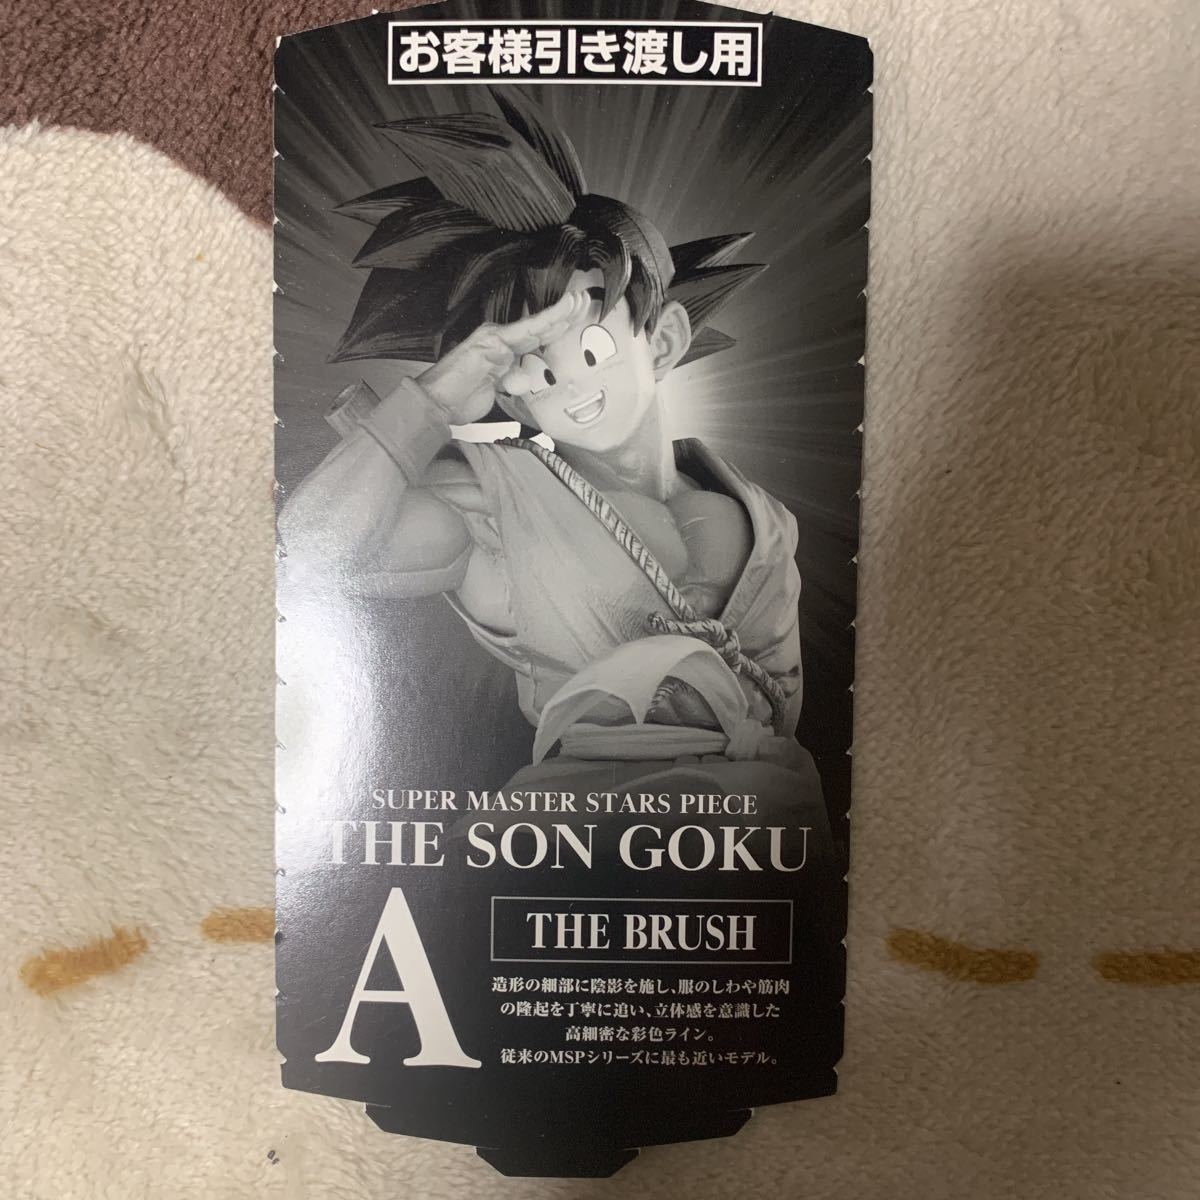 お客様引き渡し用
SUPER MASTER STARS PIECE
THE SON GOKU
A
THE BRUSH
造形の細部に陰影を施し、服のしわや筋肉
の隆起を丁寧に追い、立体感を意識した
高細密な彩色ライン。
従来のMSPシリーズに最も近いモデル。